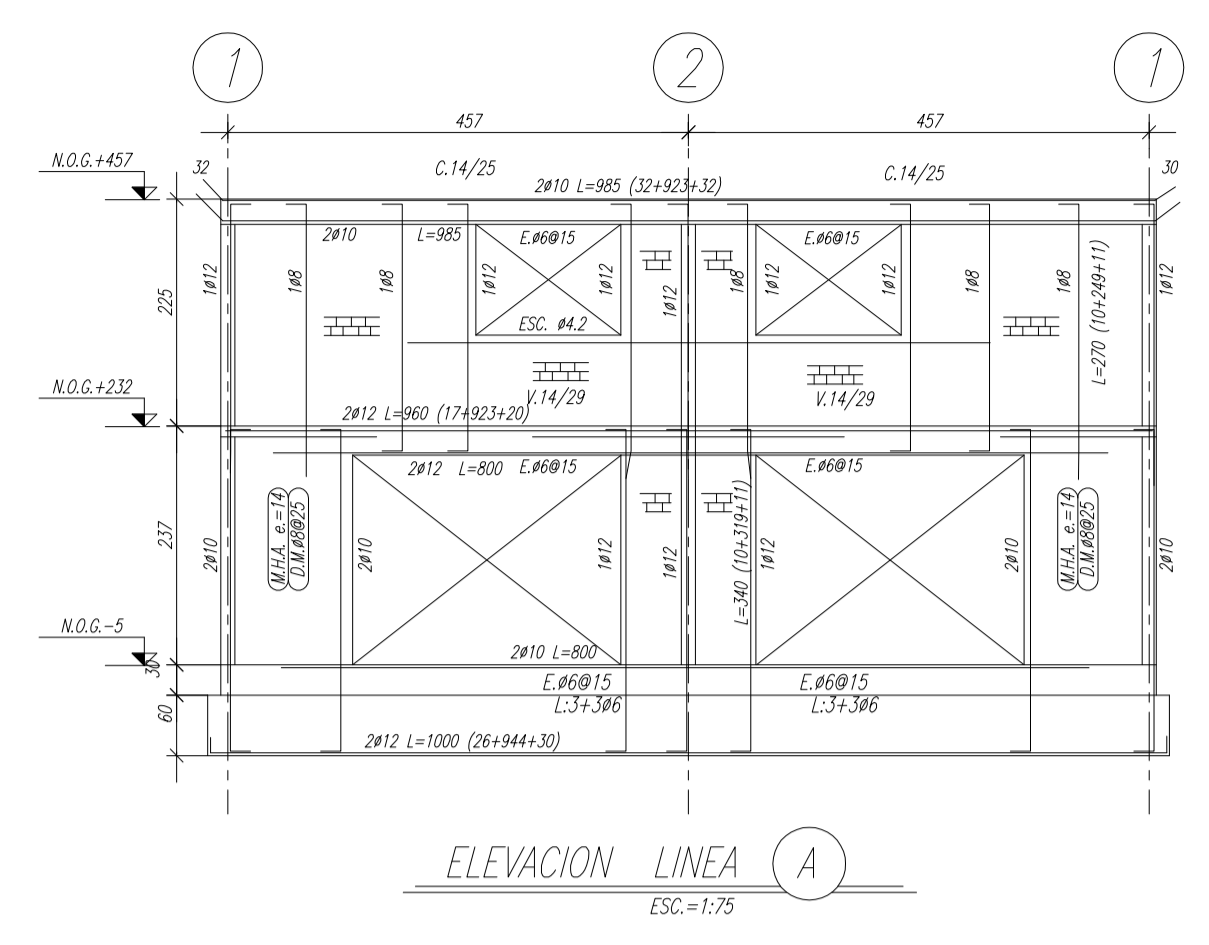 1
2
1
457
457
N.O.G.+457
32
C.14/25
2ø10 L=985 (32+923+32)
C.14/25
30
2ø10
L=985
E.ø6@15
E.ø6@15
225
1ø12
1ø8
1ø8
1ø12
1ø12
1ø12
1ø8
1ø12
1ø12
1ø8
1ø8
L=270 (10+249+11)
1ø12
ESC. ø4.2
N.O.G.+232
V.14/29
V.14/29
2ø12 L=960 (17+923+20)
2ø12 L=800
E.ø6@15
E.ø6@15
237
2ø10
M.H.A. e.=14
D.M.ø8@25
2ø10
1ø12
1ø12
L=340 (10+319+11)
1ø12
2ø10
M.H.A. e.=14
D.M.ø8@25
2ø10
N.O.G.-5
30
2ø10 L=800
E.ø6@15
E.ø6@15
L:3+3ø6
L:3+3ø6
60
2ø12 L=1000 (26+944+30)
ELEVACION LINEA A
ESC.=1:75